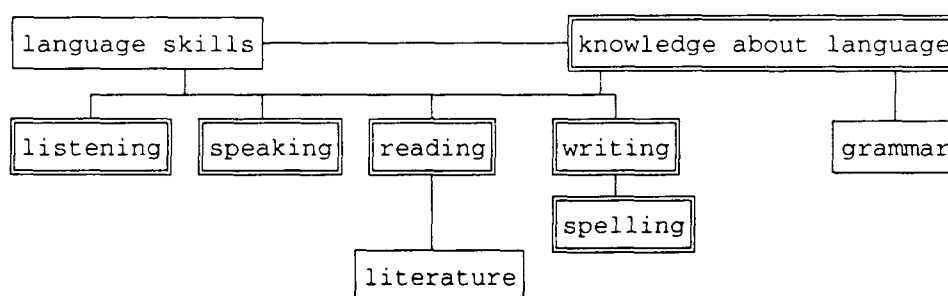 language skills knowledge about language
listening speaking reading writing grammar
spelling
literature